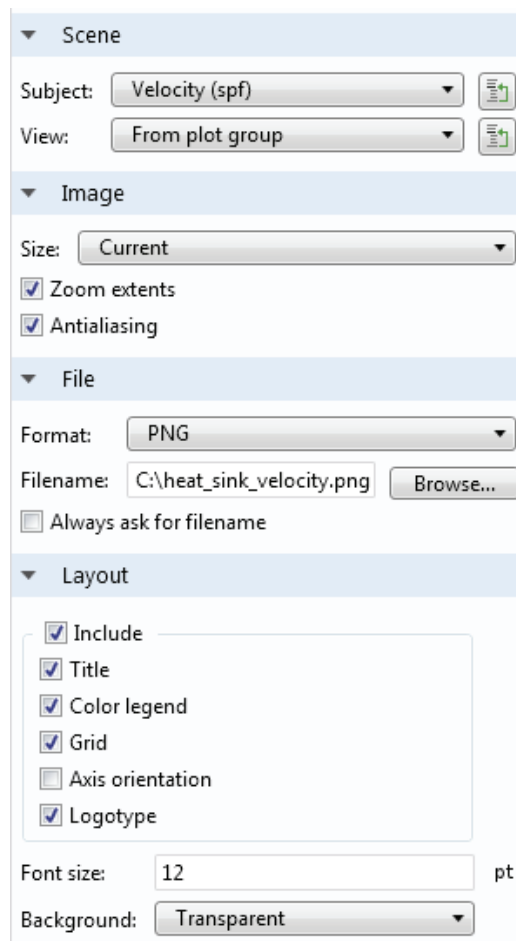 Scene
Subject: Velocity (spf)
View: From plot group
Image
Size: Current
Zoom extents
Antialiasing
File
Format: PNG
Filename: C:\heat_sink_velocity.png Browse...
Always ask for filename
Layout
Include
Title
Color legend
Grid
Axis orientation
Logotype
Font size: 12 pt
Background: Transparent